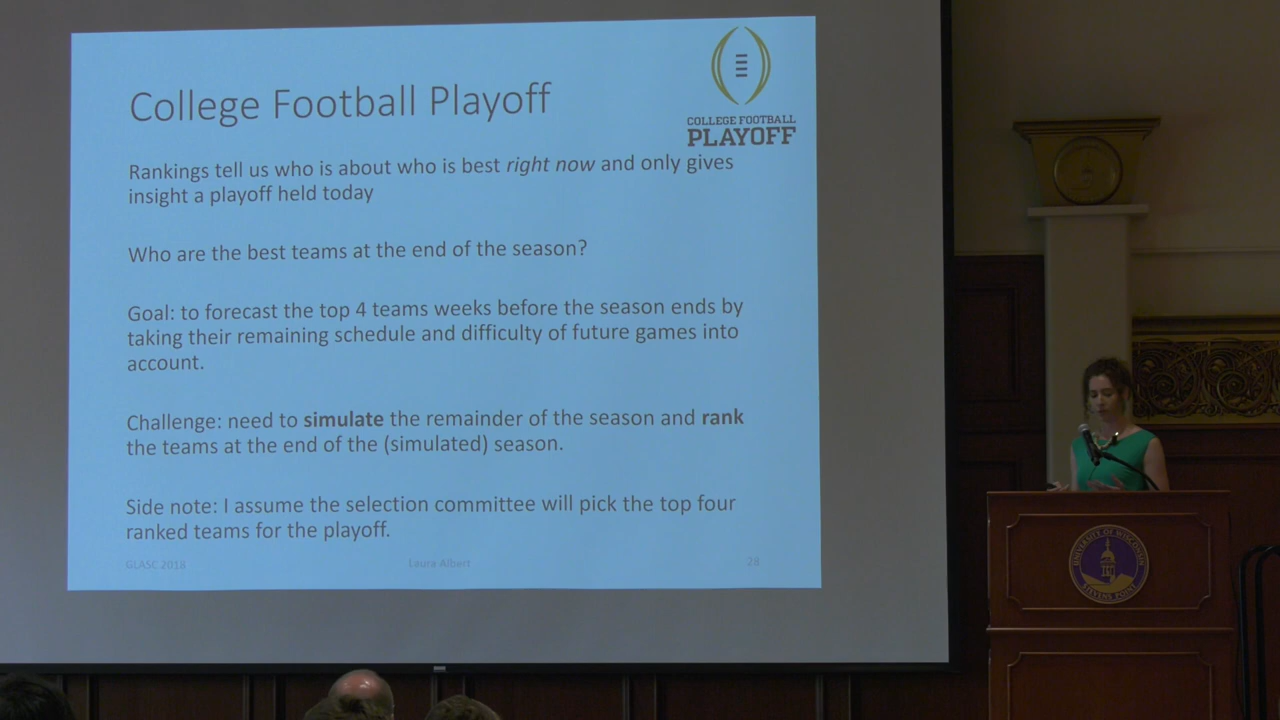 College Football Playoff
COLLEGE FOOTBALL
PLAYOFF
Rankings tell us who is about who is best right now and only gives
insight a playoff held today
Who are the best teams at the end of the season?
Goal: to forecast the top 4 teams weeks before the season ends by
taking their remaining schedule and difficulty of future games into
account.
Challenge: need to simulate the remainder of the season and rank
the teams at the end of the (simulated) season.
Side note: I assume the selection committee will pick the top four
ranked teams for the playoff.
GLASC 2018
Laura Albert
28
UNIVERSITY OF WISCONSIN
STEVENS POINT